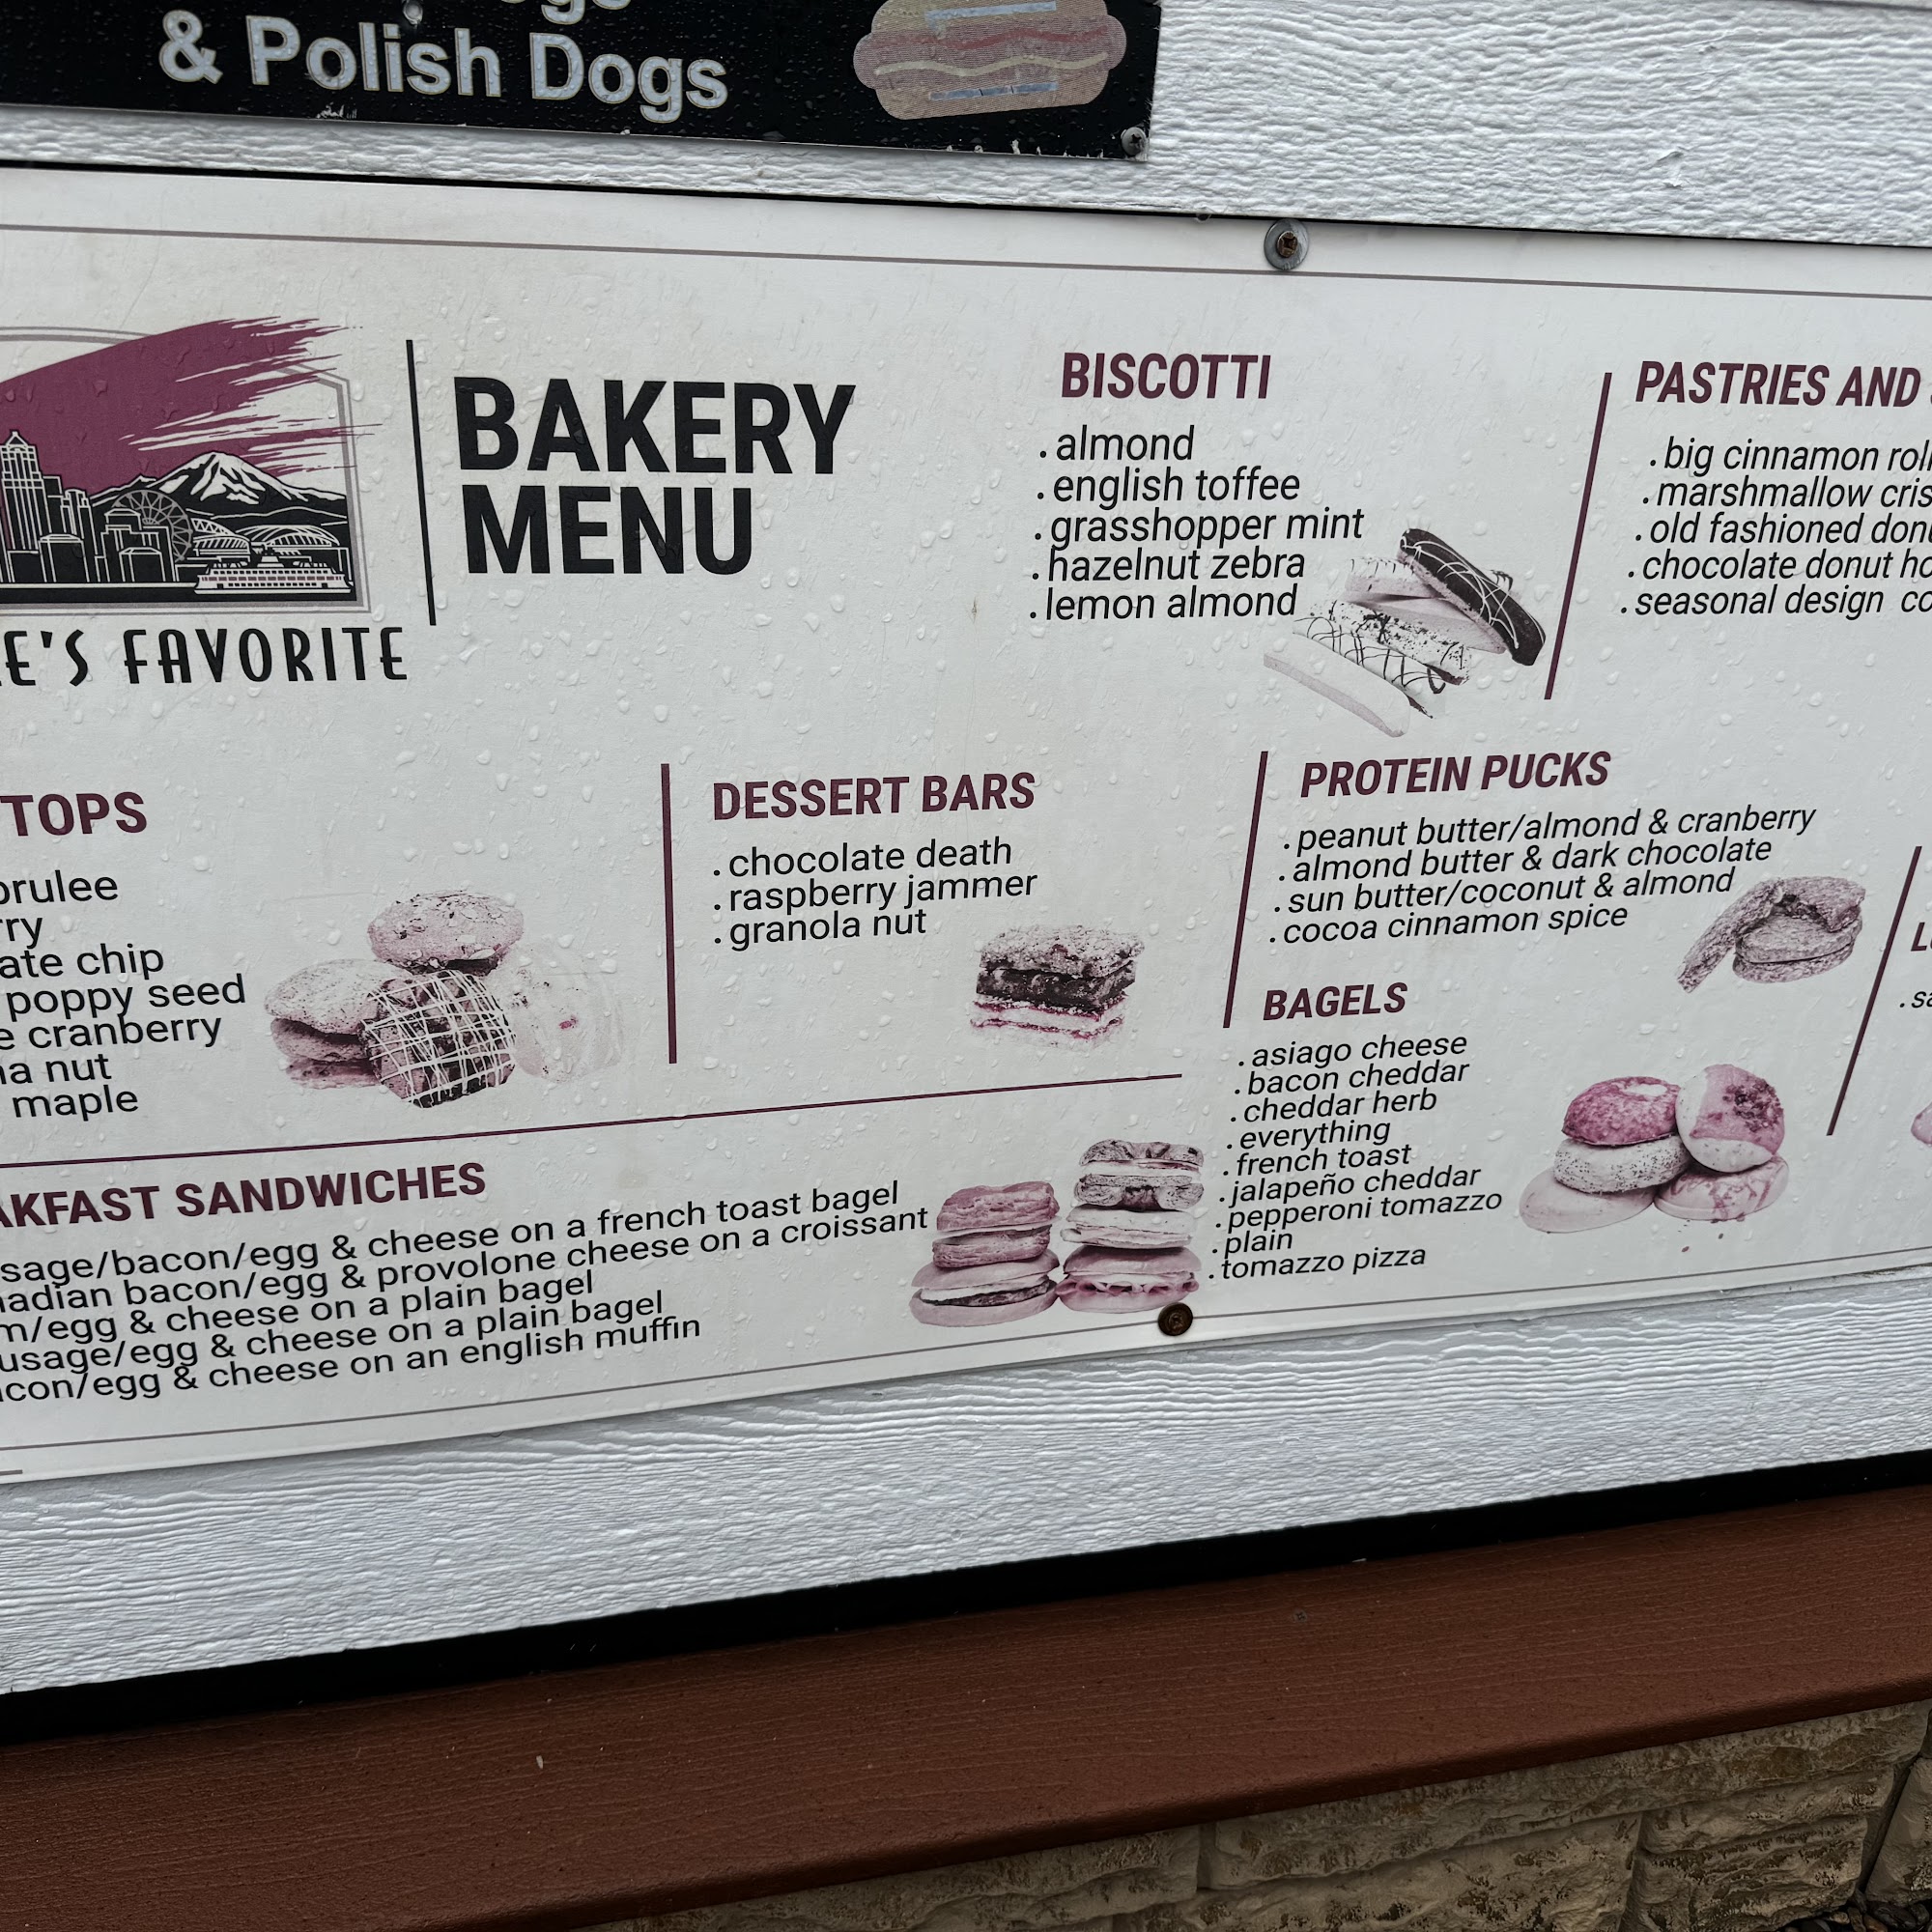 & Polish Dogs
BAKERY
MENU
E'S FAVORITE
BISCOTTI
. almond
. english toffee
. grasshopper mint
. hazelnut zebra
. lemon almond
PASTRIES AND
. big cinnamon roll
. marshmallow cris
. old fashioned don
. chocolate donut ho
. seasonal design co
TOPS
brulee
rry
ate chip
poppy seed
e cranberry
na nut
maple
DESSERT BARS
. chocolate death
. raspberry jammer
. granola nut
PROTEIN PUCKS
. peanut butter/almond & cranberry
. almond butter & dark chocolate
. sun butter/coconut & almond
. cocoa cinnamon spice
BAGELS
. asiago cheese
. bacon cheddar
. cheddar herb
. everything
. french toast
. jalapeño cheddar
. pepperoni tomazzo
. plain
. tomazzo pizza
AKFAST SANDWICHES
sage/bacon/egg & cheese on a french toast bagel
nadian bacon/egg & provolone cheese on a croissant
m/egg & cheese on a plain bagel
usage/egg & cheese on a plain bagel
con/egg & cheese on an english muffin
. sa